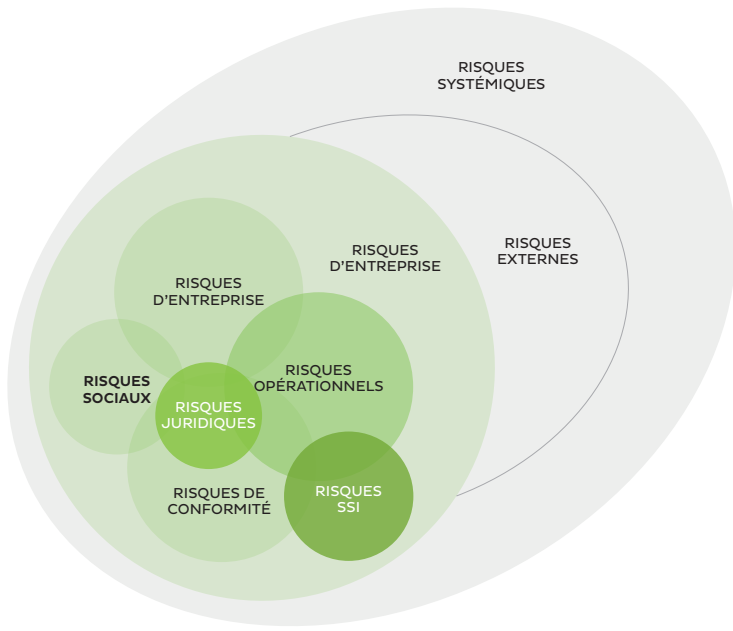 RISQUES
SYSTÉMIQUES
RISQUES
EXTERNES
RISQUES
D'ENTREPRISE
RISQUES
D'ENTREPRISE
RISQUES
OPÉRATIONNELS
RISQUES
SOCIAUX
RISQUES
JURIDIQUES
RISQUES DE
CONFORMITÉ
RISQUES
SSI